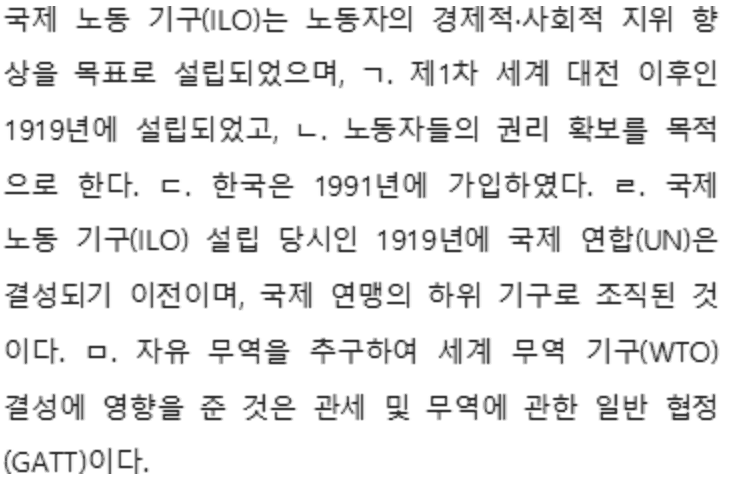 국제 노동 기구(ILO)는 노동자의 경제적·사회적 지위 향
상을 목표로 설립되었으며, ㄱ. 제1차 세계 대전 이후인
1919년에 설립되었고, ㄴ. 노동자들의 권리 확보를 목적
으로 한다. ㄷ. 한국은 1991년에 가입하였다. ㄹ. 국제
노동 기구(ILO) 설립 당시인 1919년에 국제 연합(UN)은
결성되기 이전이며, 국제 연맹의 하위 기구로 조직된 것
이다. ㅁ. 자유 무역을 추구하여 세계 무역 기구(WTO)
결성에 영향을 준 것은 관세 및 무역에 관한 일반 협정
(GATT)이다.